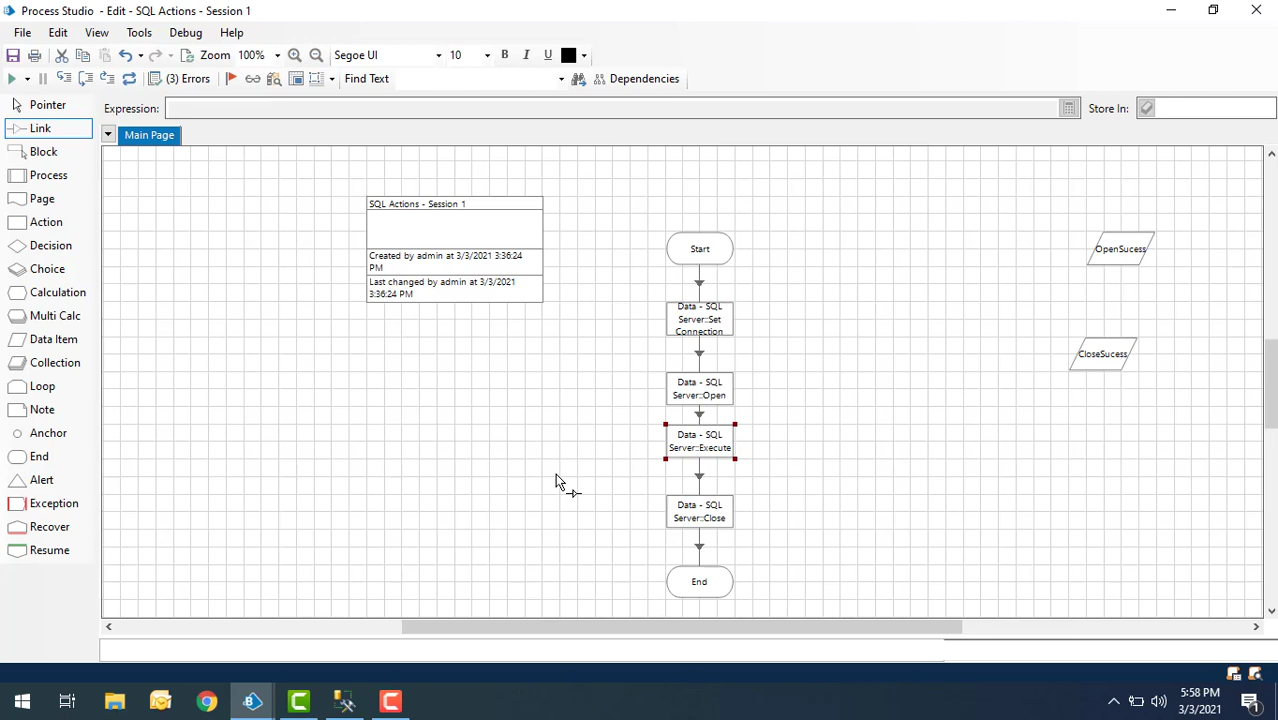 Process Studio - Edit - SQL Actions - Session 1
File Edit View Tools Debug Help
Zoom 100% Segoe UI 10 B I U
(3) Errors Find Text Dependencies
Pointer
Link
Block
Process
Page
Action
Decision
Choice
Calculation
Multi Calc
Data Item
Collection
Loop
Note
Anchor
End
Alert
Exception
Recover
Resume
Expression: Store In:
Main Page
SQL Actions - Session 1
Created by admin at 3/3/2021 3:36:24
PM
Last changed by admin at 3/3/2021
3:36:24 PM
Start
Data - SQL
Server::Set
Connection
Data - SQL
Server::Open
Data - SQL
Server::Execute
Data - SQL
Server::Close
End
OpenSucess
CloseSucess
5:58 PM
3/3/2021
1